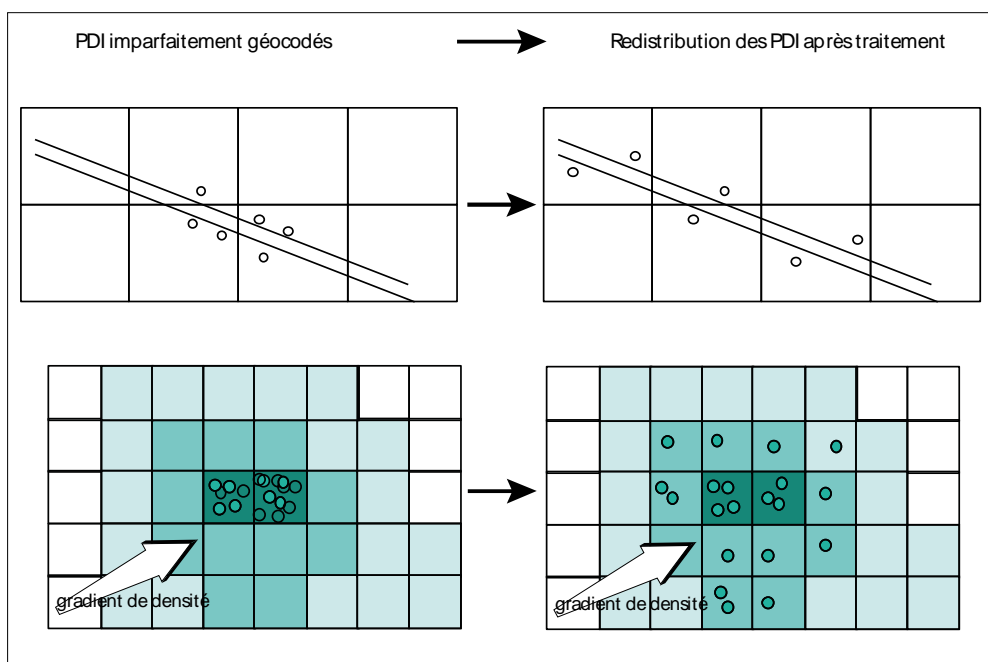 PDI imparfaitement géocodés
Redistribution des PDI après traitement
gradient de densité
gradient de densité